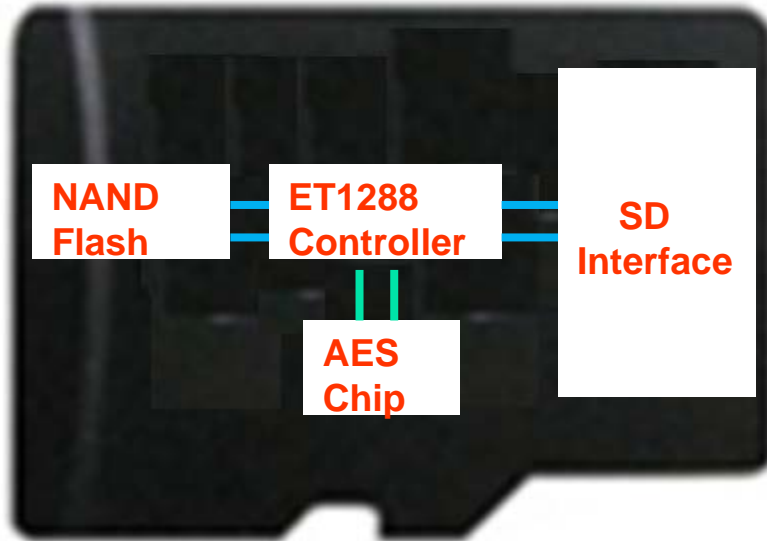 NAND
Flash
ET1288
Controller
SD
Interface
AES
Chip